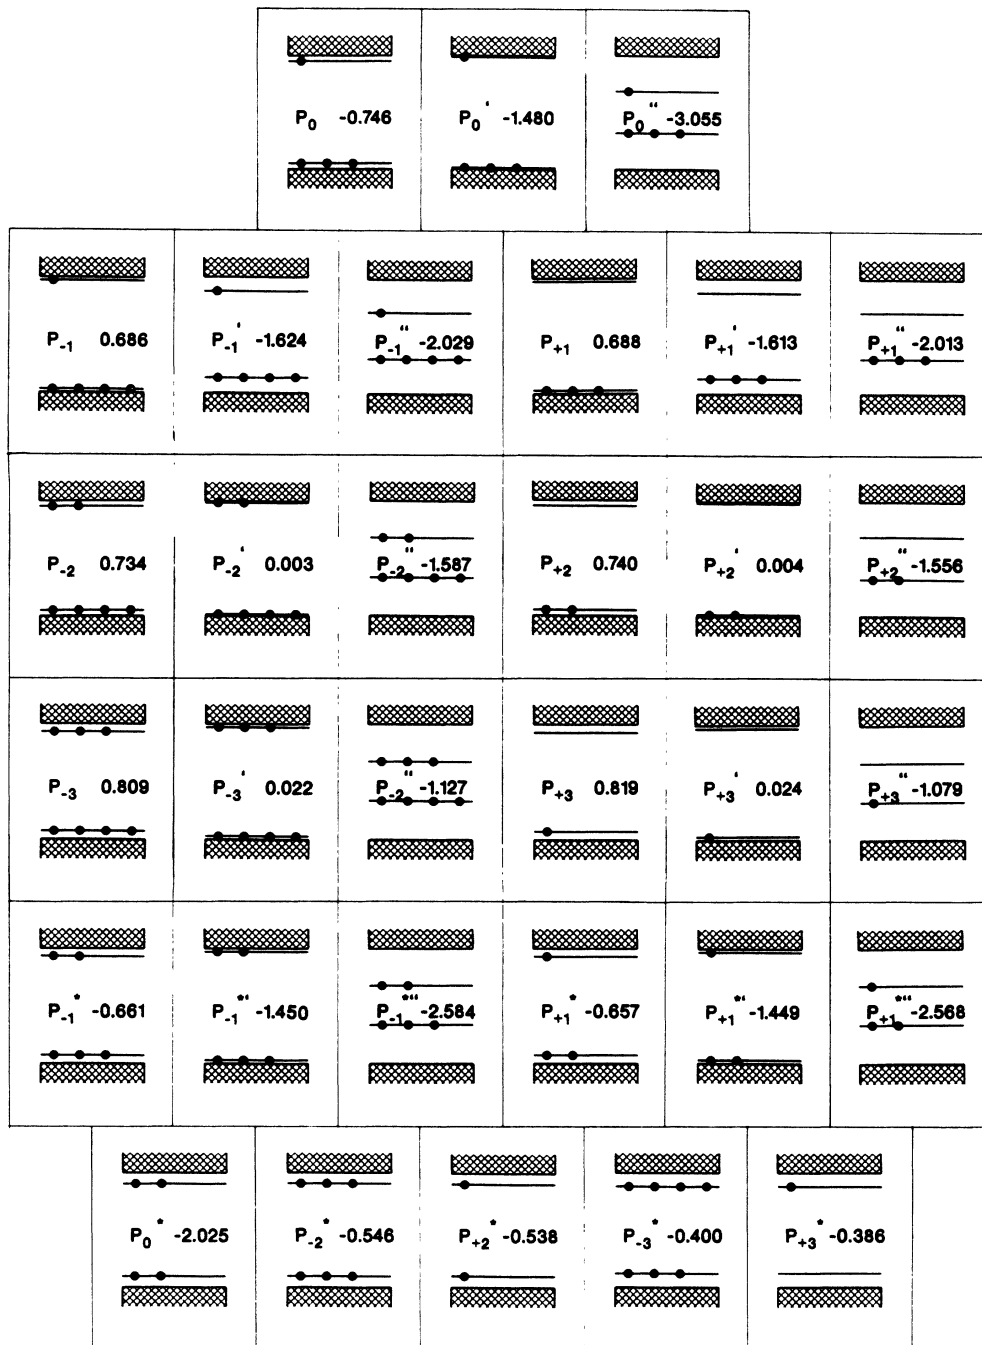 P0 -0.746 P0' -1.480 P0'' -3.055
P-1 0.686 P-1' -1.624 P-1'' -2.029 P+1 0.688 P+1' -1.613 P+1'' -2.013
P-2 0.734 P-2' 0.003 P-2'' -1.587 P+2 0.740 P+2' 0.004 P+2'' -1.556
P-3 0.809 P-3' 0.022 P-2'' -1.127 P+3 0.819 P+3' 0.024 P+3'' -1.079
P-1* -0.661 P-1*' -1.450 P-1*'' -2.584 P+1* -0.657 P+1*' -1.449 P+1*'' -2.568
P0* -2.025 P-2* -0.546 P+2* -0.538 P-3* -0.400 P+3* -0.386